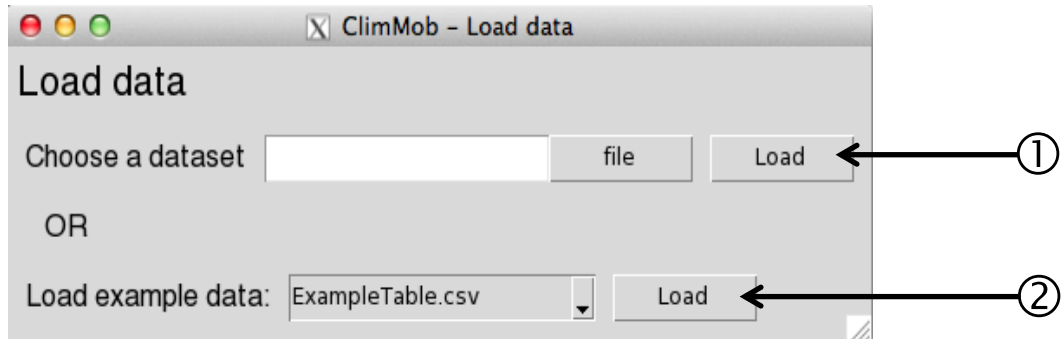 X ClimMob – Load data
Load data
Choose a dataset file Load ①
OR
Load example data: ExampleTable.csv Load ②